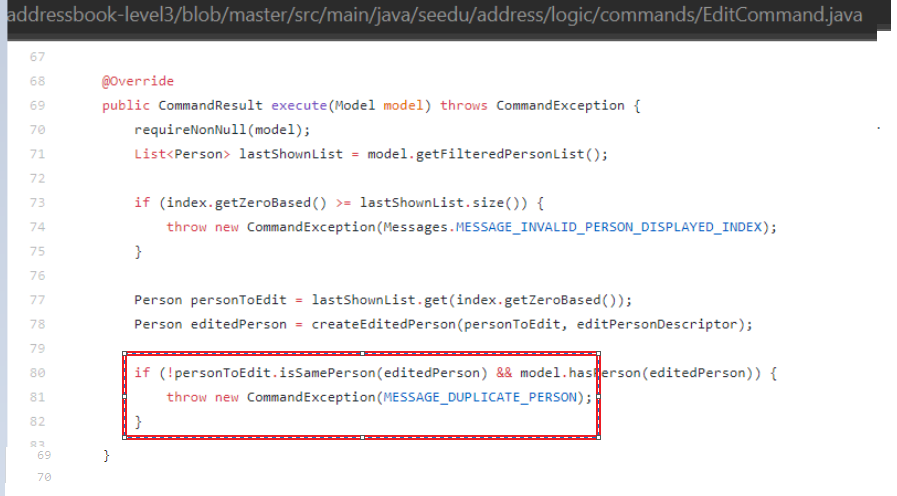 addressbook-level3/blob/master/src/main/java/seedu/address/logic/commands/EditCommand.java
67
68 @Override
69 public CommandResult execute(Model model) throws CommandException {
70 requireNonNull(model);
71 List<Person> lastShownList = model.getFilteredPersonList();
72
73 if (index.getZeroBased() >= lastShownList.size()) {
74 throw new CommandException(Messages.MESSAGE_INVALID_PERSON_DISPLAYED_INDEX);
75 }
76
77 Person personToEdit = lastShownList.get(index.getZeroBased());
78 Person editedPerson = createEditedPerson(personToEdit, editPersonDescriptor);
79
80 if (!personToEdit.isSamePerson(editedPerson) && model.hasPerson(editedPerson)) {
81 throw new CommandException(MESSAGE_DUPLICATE_PERSON);
82 }
83
69 }
70